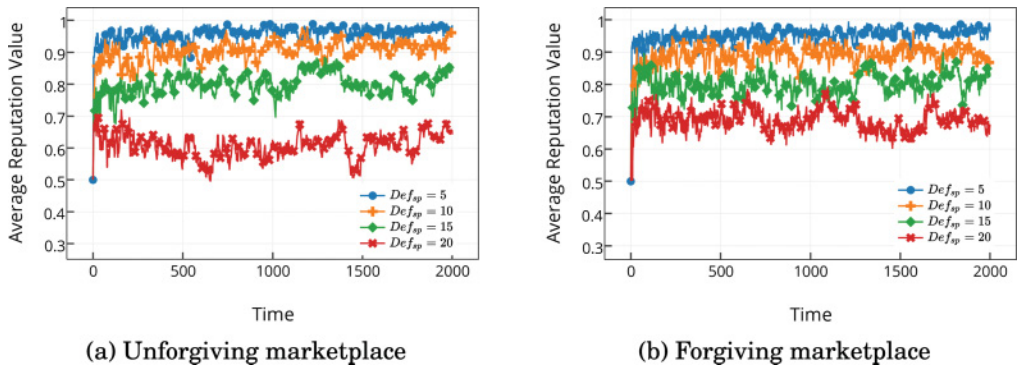 Average Reputation Value
1
0.9
0.8
0.7
0.6
0.5
0.4
0.3
0 500 1000 1500 2000
Time
Def_sp = 5
Def_sp = 10
Def_sp = 15
Def_sp = 20
(a) Unforgiving marketplace
Average Reputation Value
1
0.9
0.8
0.7
0.6
0.5
0.4
0.3
0 500 1000 1500 2000
Time
Def_sp = 5
Def_sp = 10
Def_sp = 15
Def_sp = 20
(b) Forgiving marketplace